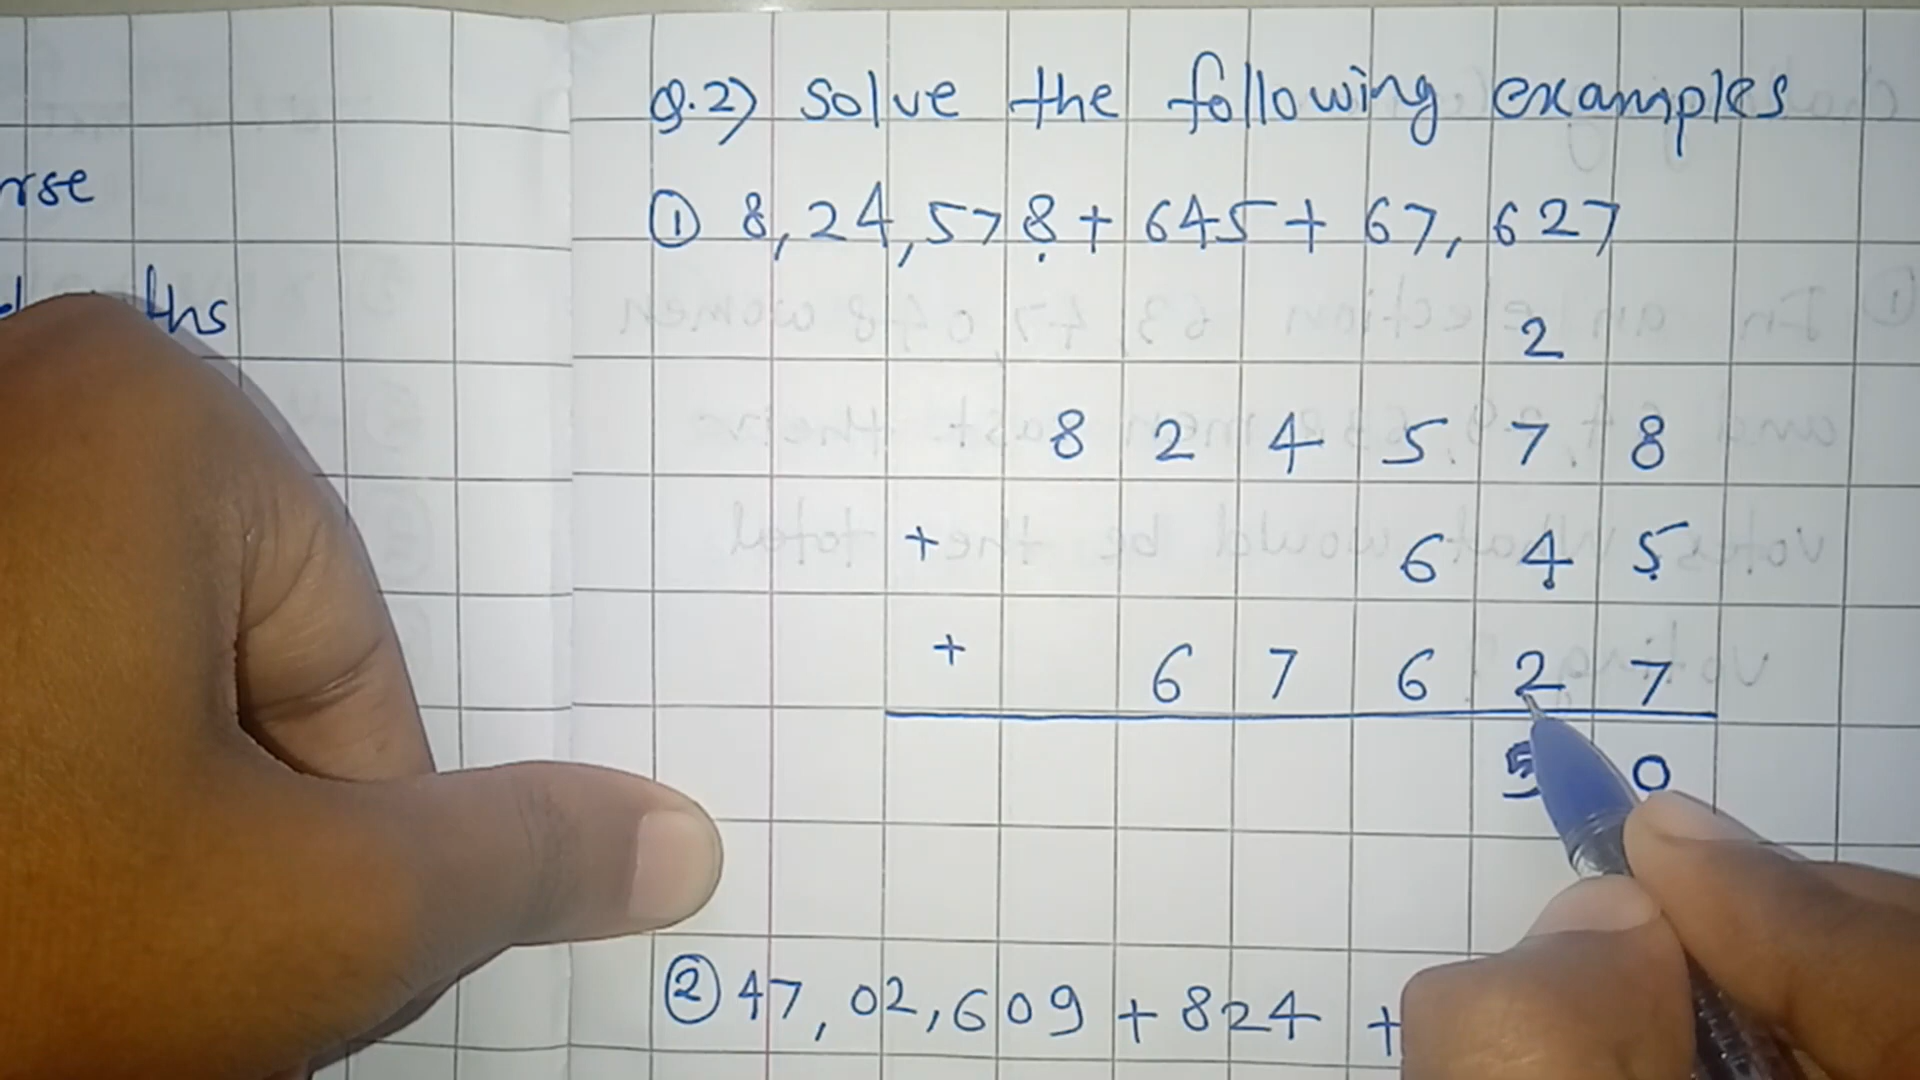 rse
ths
Q.2) Solve the following examples
① 8,24,578 + 645 + 67,627
2
8 2 4 5 7 8
+ 6 4 5
+ 6 7 6 2 7
5 0
② 47,02,609 + 824 +